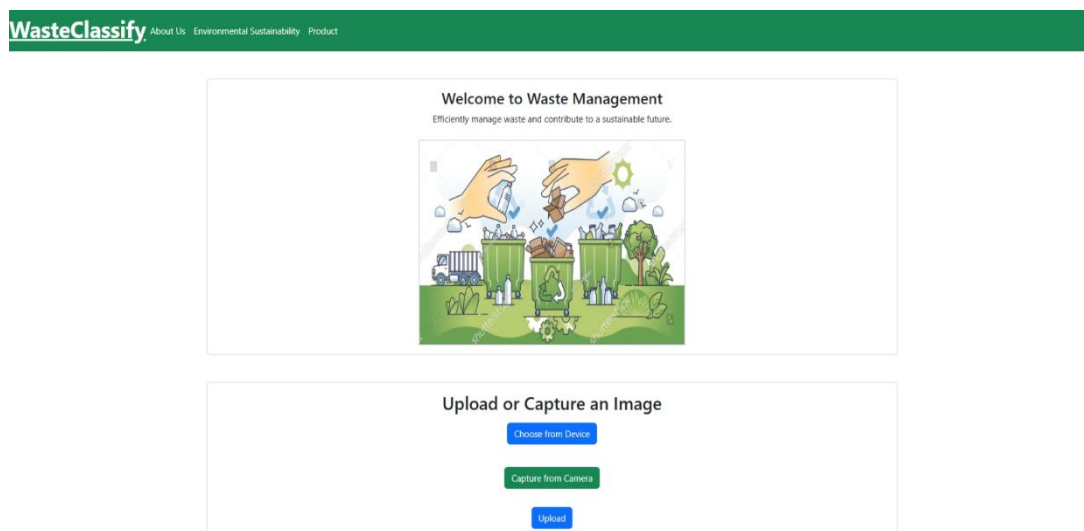 WasteClassify About Us Environmental Sustainability Product
Welcome to Waste Management
Efficiently manage waste and contribute to a sustainable future.
Upload or Capture an Image
Choose from Device
Capture from Camera
Upload